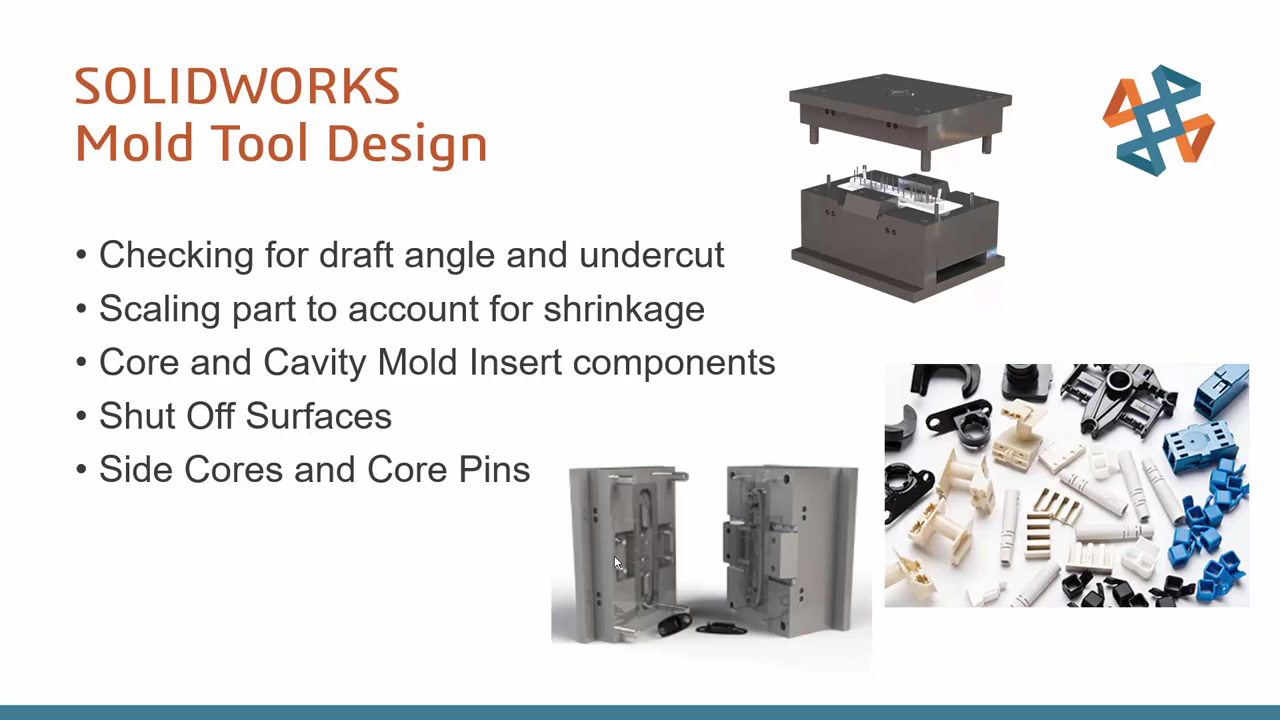 SOLIDWORKS
Mold Tool Design
• Checking for draft angle and undercut
• Scaling part to account for shrinkage
• Core and Cavity Mold Insert components
• Shut Off Surfaces
• Side Cores and Core Pins